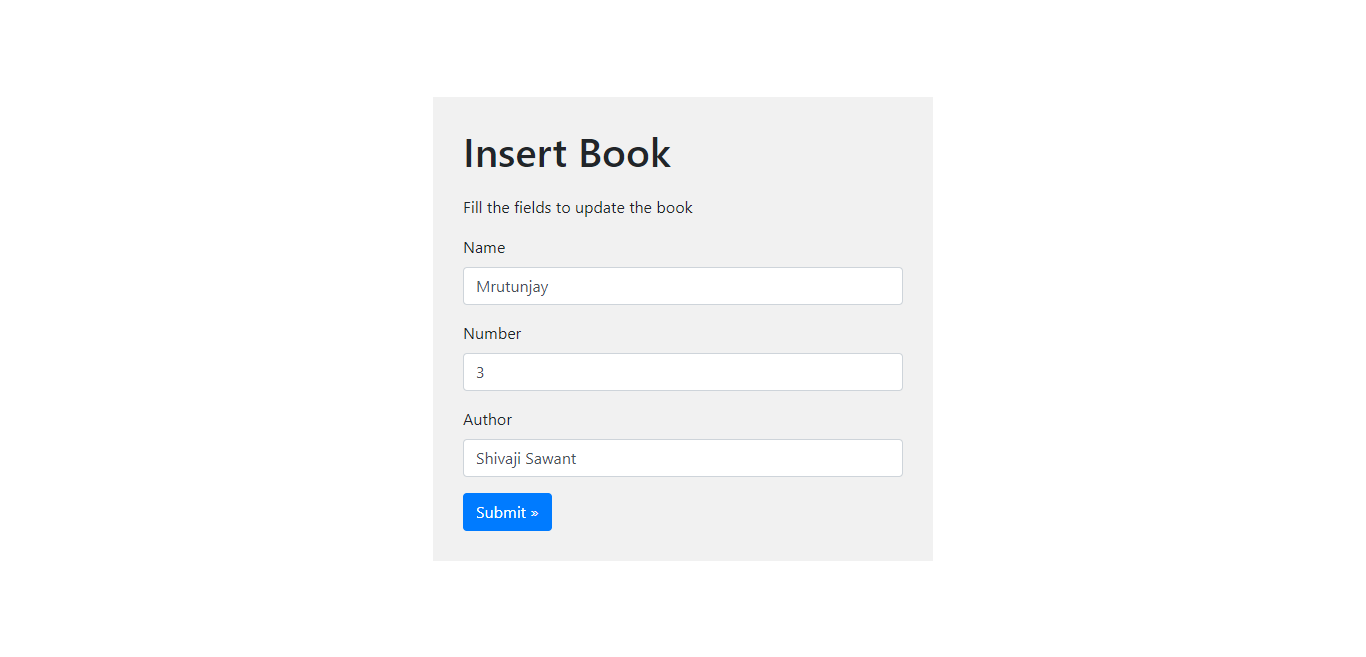 Insert Book
Fill the fields to update the book
Name
Mrutunjay
Number
3
Author
Shivaji Sawant
Submit »